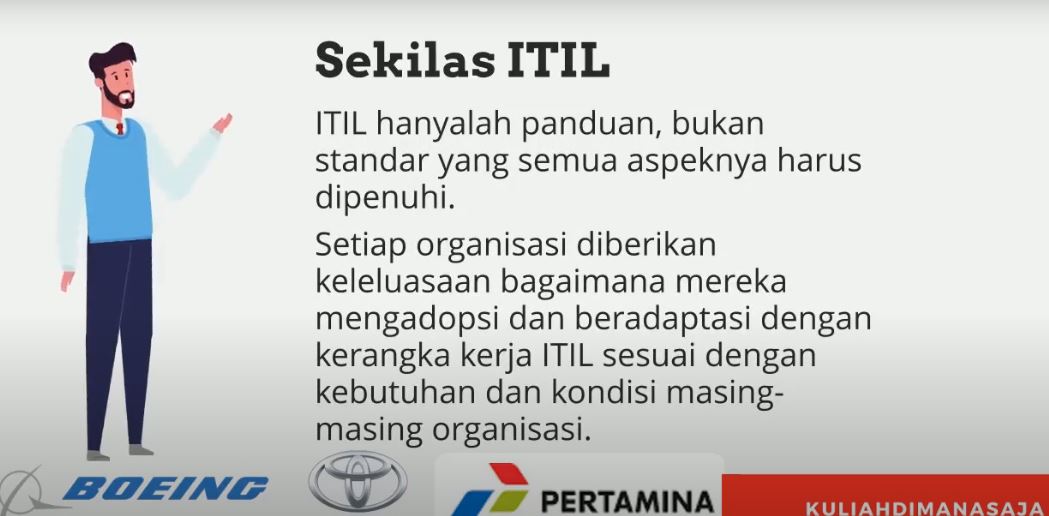 Sekilas ITIL
ITIL hanyalah panduan, bukan
standar yang semua aspeknya harus
dipenuhi.
Setiap organisasi diberikan
keleluasaan bagaimana mereka
mengadopsi dan beradaptasi dengan
kerangka kerja ITIL sesuai dengan
kebutuhan dan kondisi masing-
masing organisasi.
BOEING
PERTAMINA
KULIAHDIMANASAJA